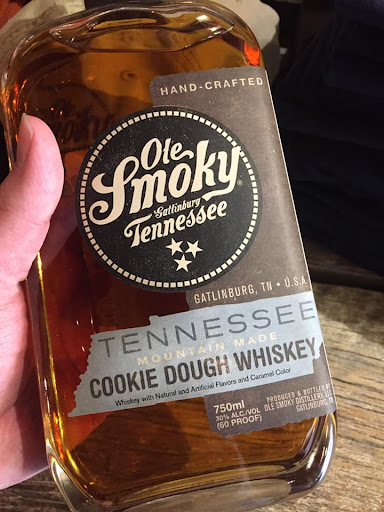 HAND-CRAFTED
Ole
Smoky
®
Gatlinburg
Tennessee
GATLINBURG, TN • U.S.A
TENNESSEE
MOUNTAIN MADE
COOKIE DOUGH WHISKEY
Whiskey with Natural and Artificial Flavors and Caramel Color
750ml
30% ALC./VOL
(60 PROOF)
PRODUCED & BOTTLED BY
OLE SMOKY DISTILLERY, LLC
GATLINBURG, TN